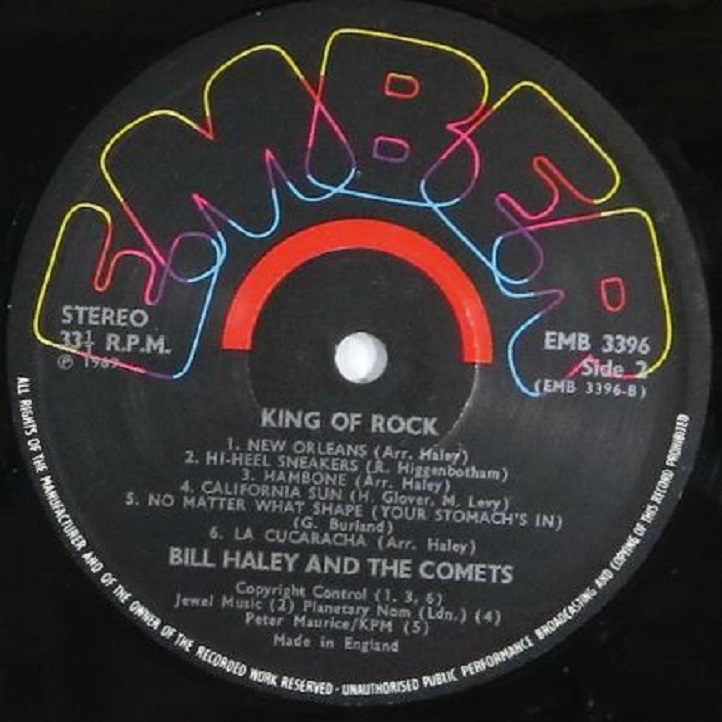 EMBER
STEREO
33⅓ R.P.M.
℗ 1969
EMB 3396
Side 2
(EMB 3396-B)
KING OF ROCK
1. NEW ORLEANS (Arr. Haley)
2. HI-HEEL SNEAKERS (R. Higgenbotham)
3. HAMBONE (Arr. Haley)
4. CALIFORNIA SUN (H. Glover, M. Levy)
5. NO MATTER WHAT SHAPE (YOUR STOMACH'S IN)
(G. Burland)
6. LA CUCARACHA (Arr. Haley)
BILL HALEY AND THE COMETS
Copyright Control (1, 3, 6)
Jewel Music (2) Planetary Nom (Ldn.) (4)
Peter Maurice/KPM (5)
Made in England
ALL RIGHTS OF THE MANUFACTURER AND OF THE OWNER OF THE RECORDED WORK RESERVED - UNAUTHORISED PUBLIC PERFORMANCE BROADCASTING AND COPYING OF THIS RECORD PROHIBITED